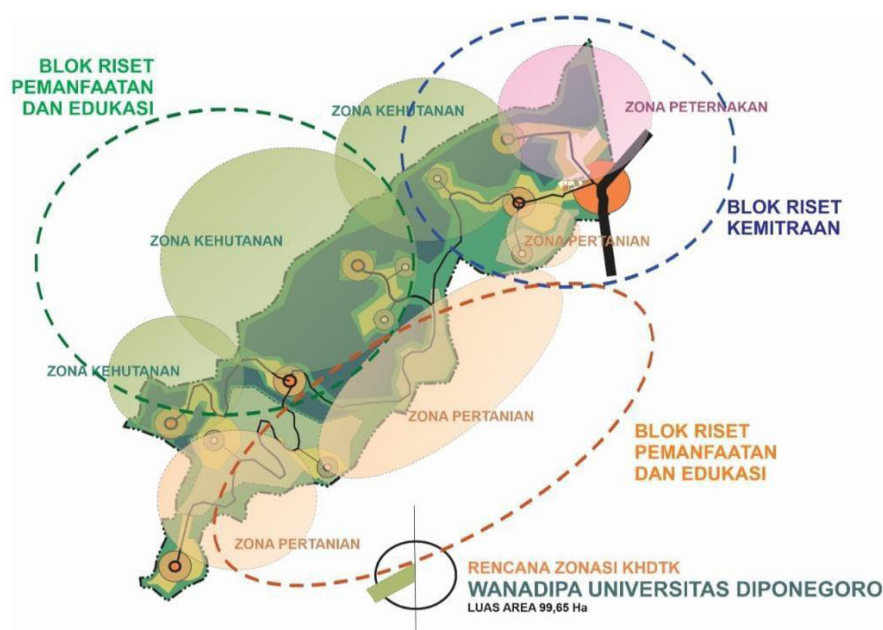 BLOK RISET
PEMANFAATAN
DAN EDUKASI
ZONA KEHUTANAN
ZONA PETERNAKAN
BLOK RISET
KEMITRAAN
ZONA KEHUTANAN
ZONA PERTANIAN
ZONA KEHUTANAN
ZONA PERTANIAN
BLOK RISET
PEMANFAATAN
DAN EDUKASI
ZONA PERTANIAN
RENCANA ZONASI KHDTK
WANADIPA UNIVERSITAS DIPONEGORO
LUAS AREA 99,65 Ha